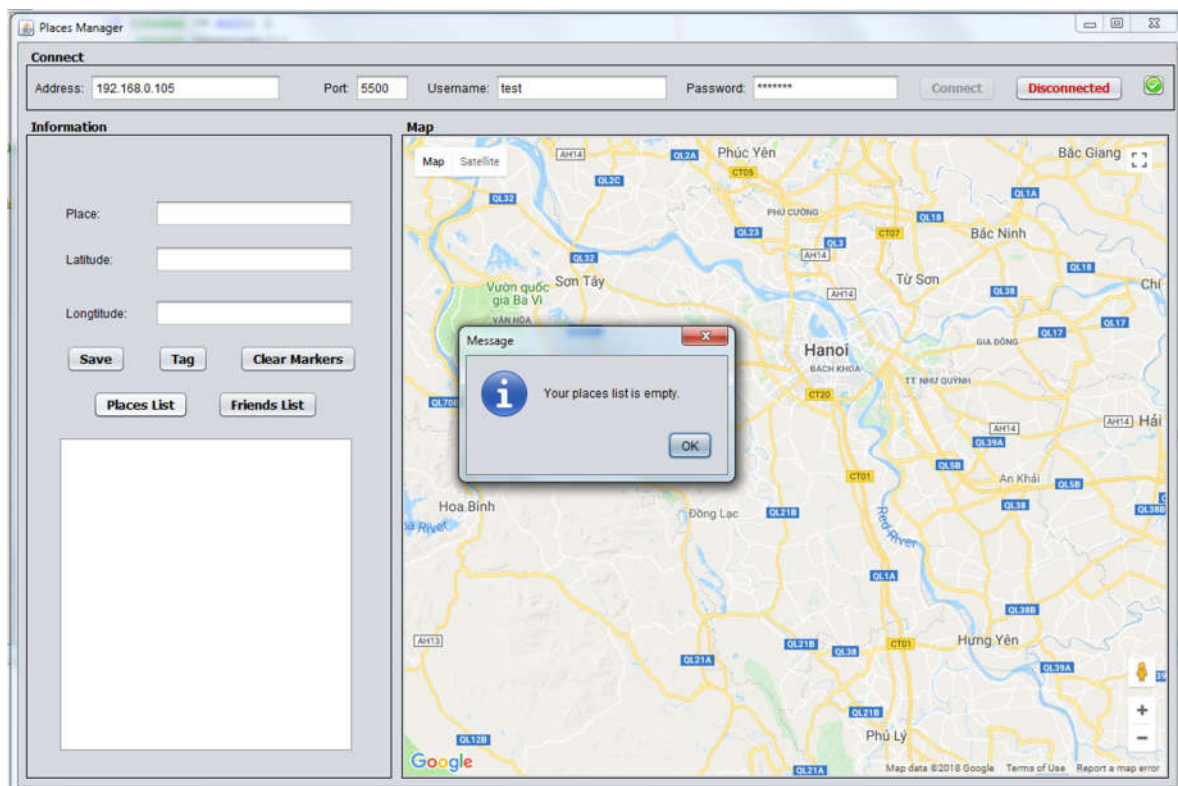 Places Manager
Connect
Address: 192.168.0.105 Port: 5500 Username: test Password: ******* Connect Disconnected
Information
Map
Map Satellite
Place:
Latitude:
Longtitude:
Save Tag Clear Markers
Places List Friends List
Message
Your places list is empty.
OK
AH14
QL2A
Phúc Yên
Bắc Giang
CT05
QL2C
QL32
QL1A
PHÚ CƯỜNG
QL18
QL23
CT07
Bắc Ninh
QL3
AH14
QL32
Sơn Tây
Từ Sơn
QL18
Vườn quốc
gia Ba Vì
QL38
Chí
AH14
VÂN HÒA
QL17
QL17
Hanoi
GIA ĐÔNG
BÁCH KHOA
TT NHƯ QUỲNH
CT20
QL70B
AH14
AH14
Hải
QL39A
QL5B
CT01
An Khải
QL5B
Hoa Binh
Đồng Lạc
QL21B
QL38
QL38B
River
Red River
QL1A
QL38B
AH13
QL21B
QL38
CT01
Hưng Yên
QL21A
QL39A
QL21B
Phủ Lý
QL12B
Google
QL21A
Map data ©2018 Google Terms of Use Report a map error